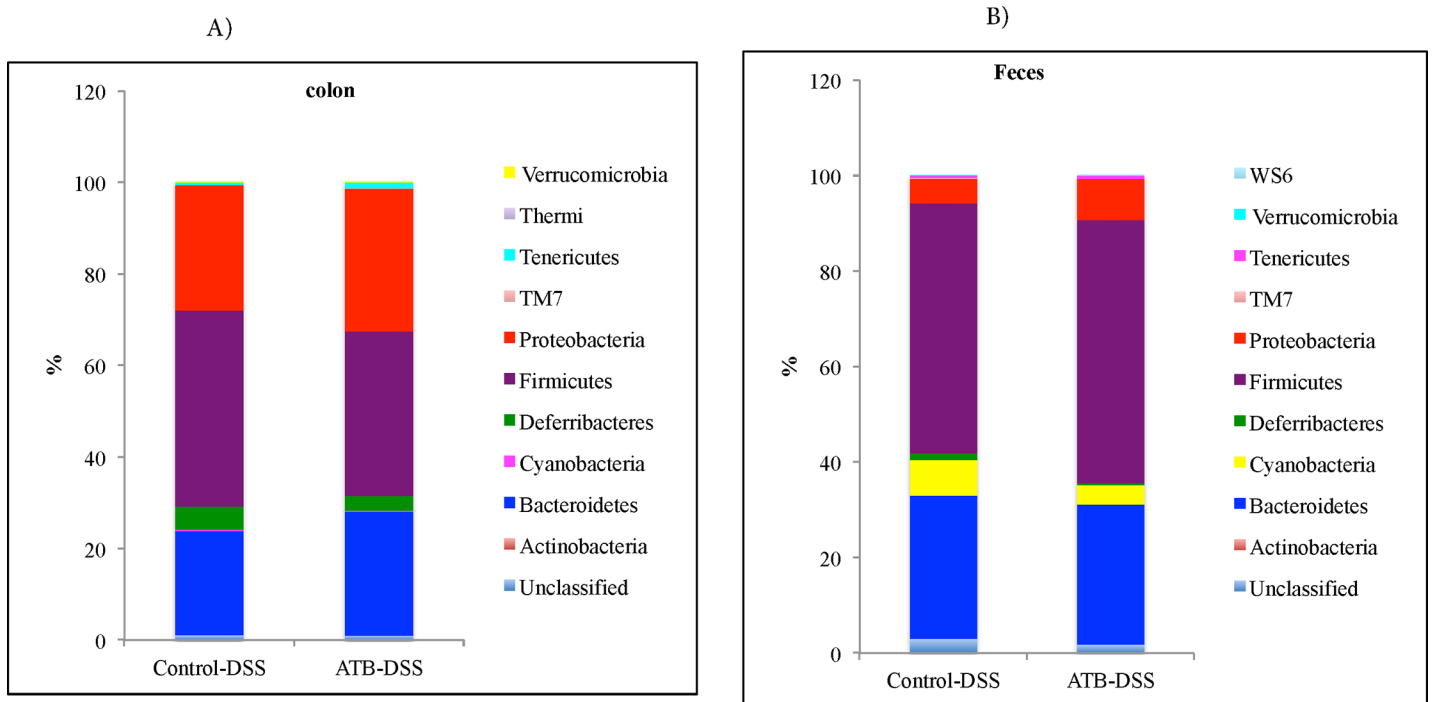 A)
colon
120
100
80
60
40
20
0
%
Control-DSS
ATB-DSS
Verrucomicrobia
Thermi
Tenericutes
TM7
Proteobacteria
Firmicutes
Deferribacteres
Cyanobacteria
Bacteroidetes
Actinobacteria
Unclassified
B)
Feces
120
100
80
60
40
20
0
%
Control-DSS
ATB-DSS
WS6
Verrucomicrobia
Tenericutes
TM7
Proteobacteria
Firmicutes
Deferribacteres
Cyanobacteria
Bacteroidetes
Actinobacteria
Unclassified